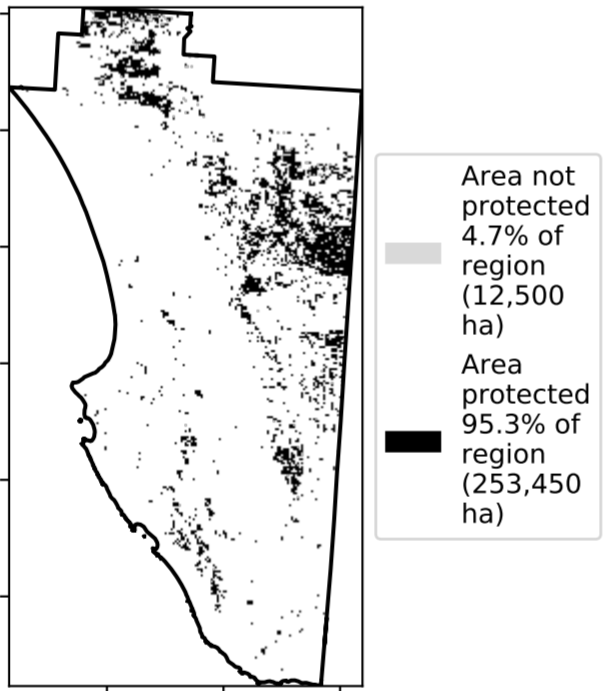 Area not
protected
4.7% of
region
(12,500
ha)
Area
protected
95.3% of
region
(253,450
ha)